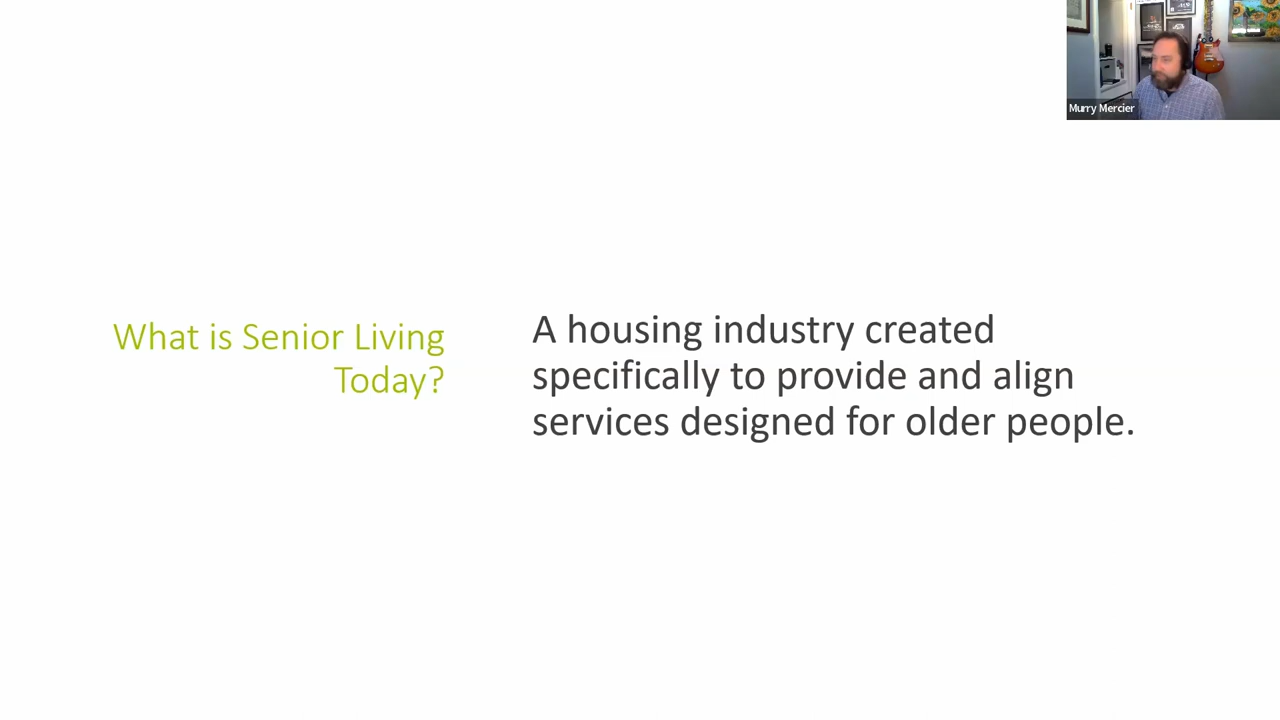 Murry Mercier
What is Senior Living
Today?
A housing industry created
specifically to provide and align
services designed for older people.